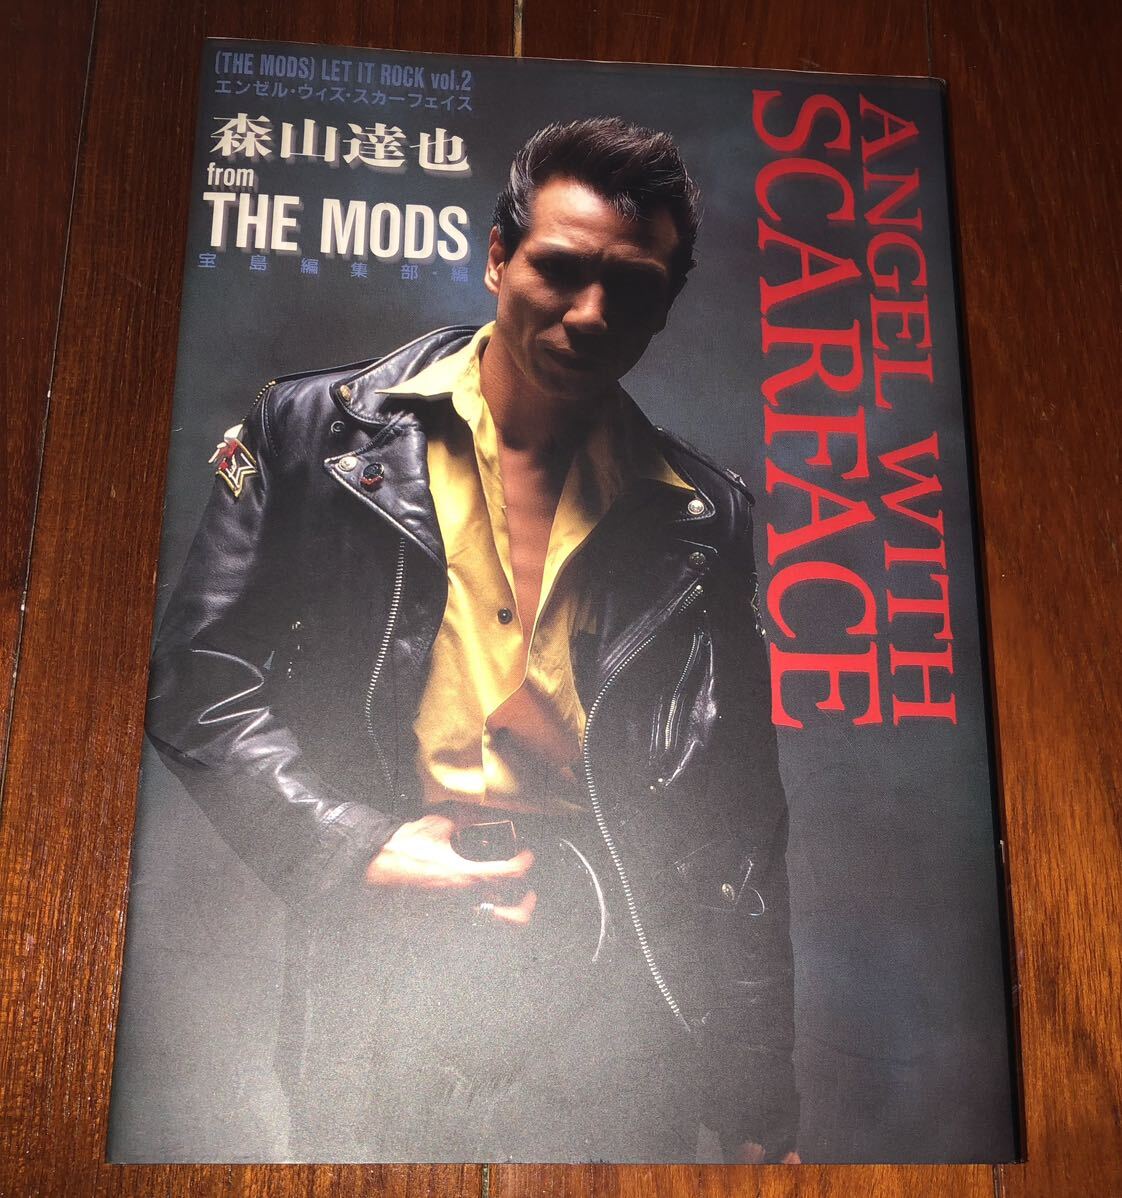 (THE MODS) LET IT ROCK vol.2
エンゼル・ウィズ・スカーフェイス
森山達也
from
THE MODS
宝島編集部・編
ANGEL WITH
SCARFACE